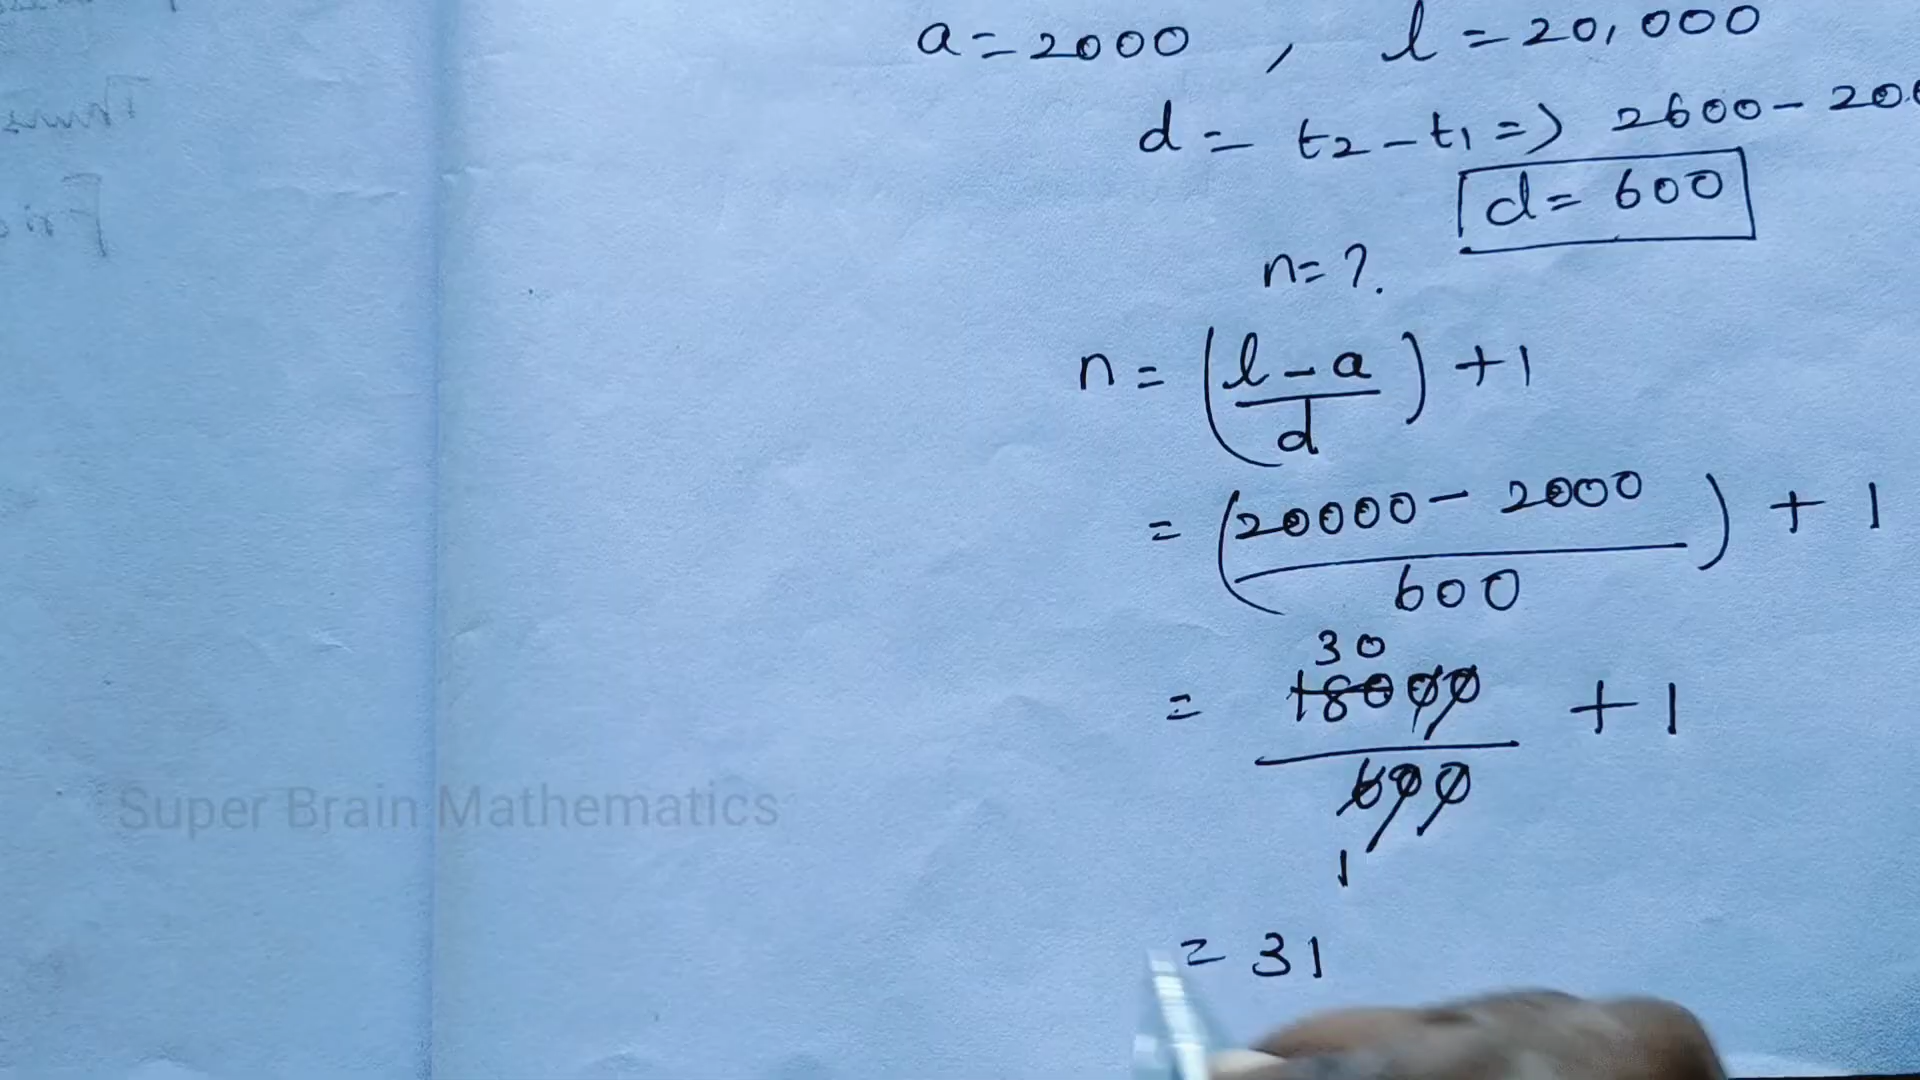 a = 2000 , l = 20,000
d = t2 - t1 => 2600 - 200
d = 600
n = ?.
n = (l - a / d) + 1
= (20000 - 2000 / 600) + 1
30
= 18000 / 600 + 1
1
= 31
Super Brain Mathematics